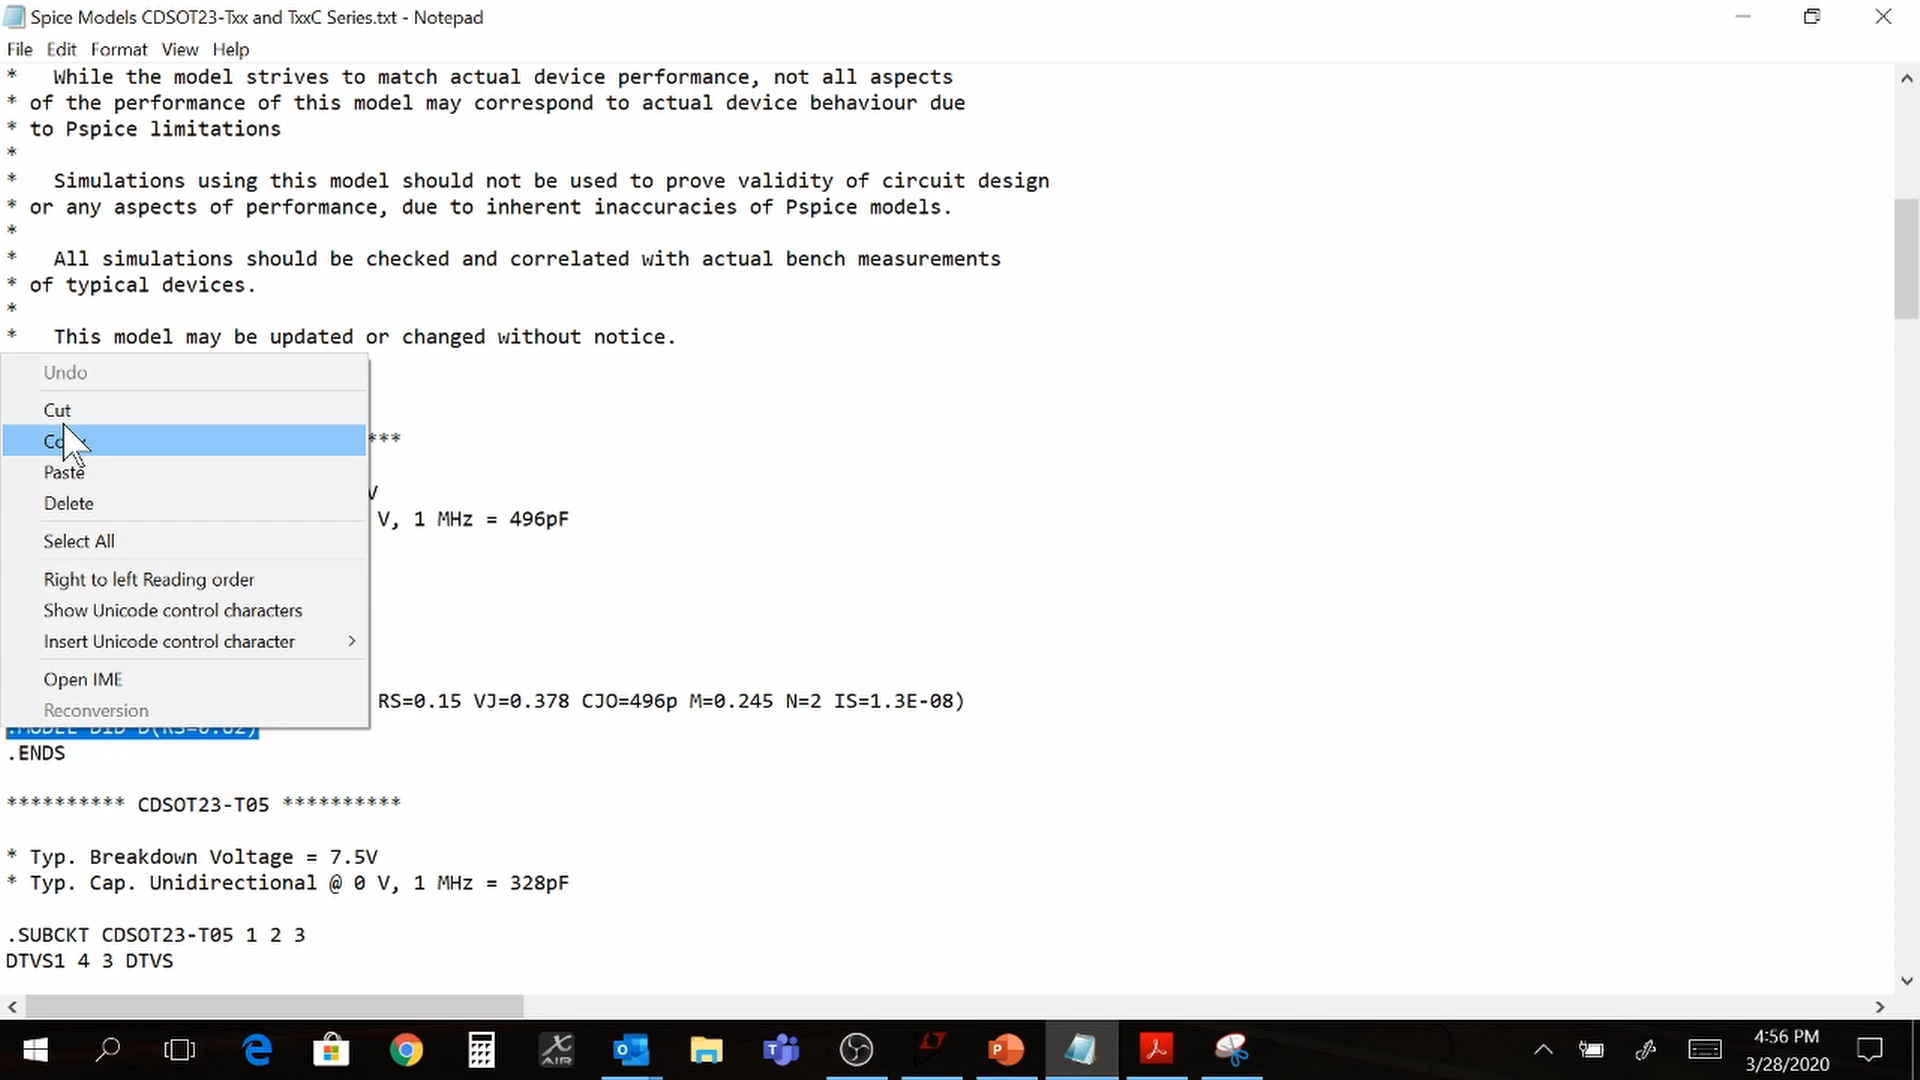 Spice Models CDSOT23-Txx and TxxC Series.txt - Notepad
File Edit Format View Help
* While the model strives to match actual device performance, not all aspects
* of the performance of this model may correspond to actual device behaviour due
* to Pspice limitations
*
* Simulations using this model should not be used to prove validity of circuit design
* or any aspects of performance, due to inherent inaccuracies of Pspice models.
*
* All simulations should be checked and correlated with actual bench measurements
* of typical devices.
*
* This model may be updated or changed without notice.
Undo
Cut
***
Paste
V
Delete
V, 1 MHz = 496pF
Select All
Right to left Reading order
Show Unicode control characters
Insert Unicode control character
Open IME
RS=0.15 VJ=0.378 CJO=496p M=0.245 N=2 IS=1.3E-08)
Reconversion
.MODEL DID D(RS=0.62)
.ENDS
********** CDSOT23-T05 **********
* Typ. Breakdown Voltage = 7.5V
* Typ. Cap. Unidirectional @ 0 V, 1 MHz = 328pF
.SUBCKT CDSOT23-T05 1 2 3
DTVS1 4 3 DTVS
4:56 PM
3/28/2020